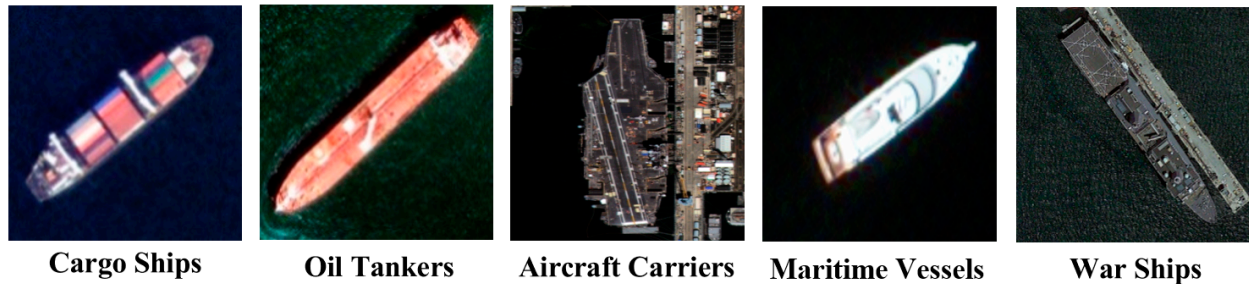 Cargo Ships
Oil Tankers
Aircraft Carriers
Maritime Vessels
War Ships